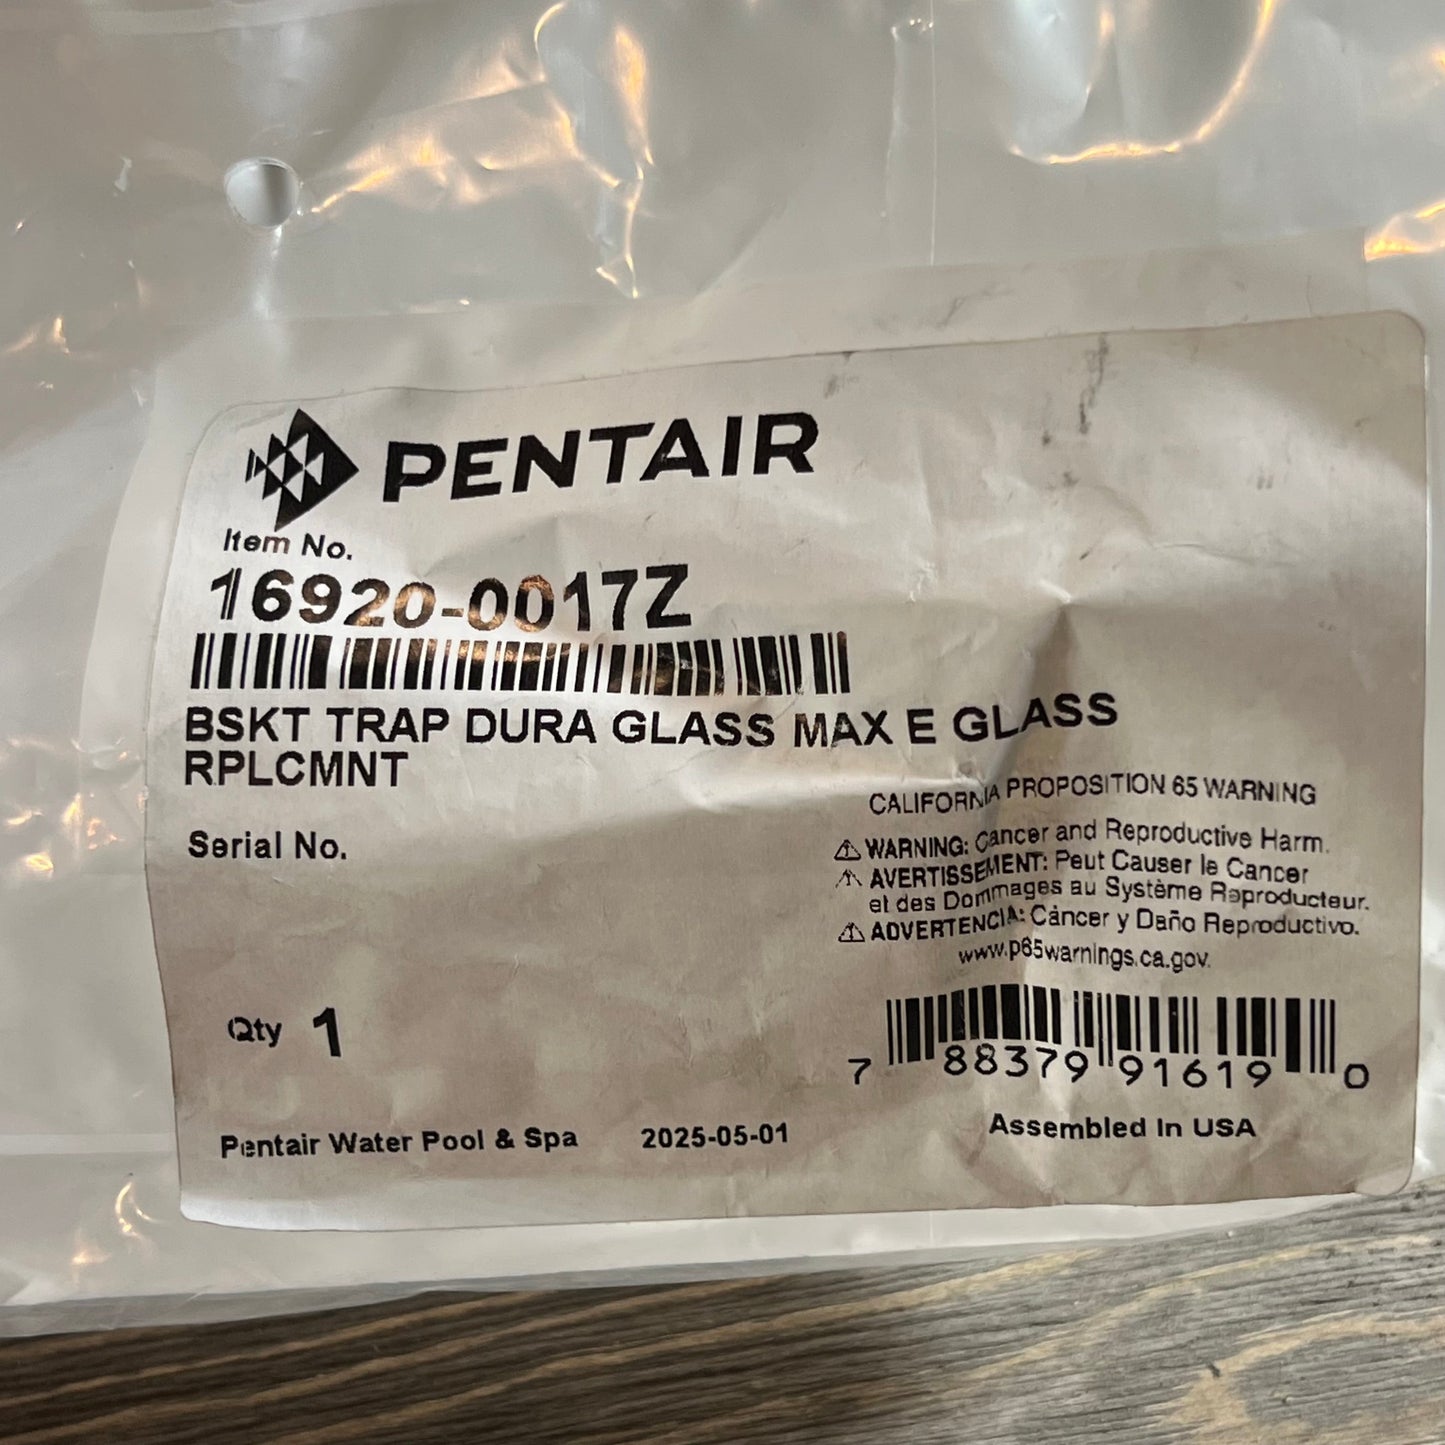 PENTAIR
Item No.
16920-0017Z
BSKT TRAP DURA GLASS MAX E GLASS
RPLCMNT
Serial No.
CALIFORNIA PROPOSITION 65 WARNING
⚠ WARNING: Cancer and Reproductive Harm.
⚠ AVERTISSEMENT: Peut Causer le Cancer
et des Dommages au Système Reproducteur.
⚠ ADVERTENCIA: Cáncer y Daño Reproductivo.
www.p65warnings.ca.gov.
Qty 1
7 88379 91619 0
Pentair Water Pool & Spa 2025-05-01
Assembled In USA